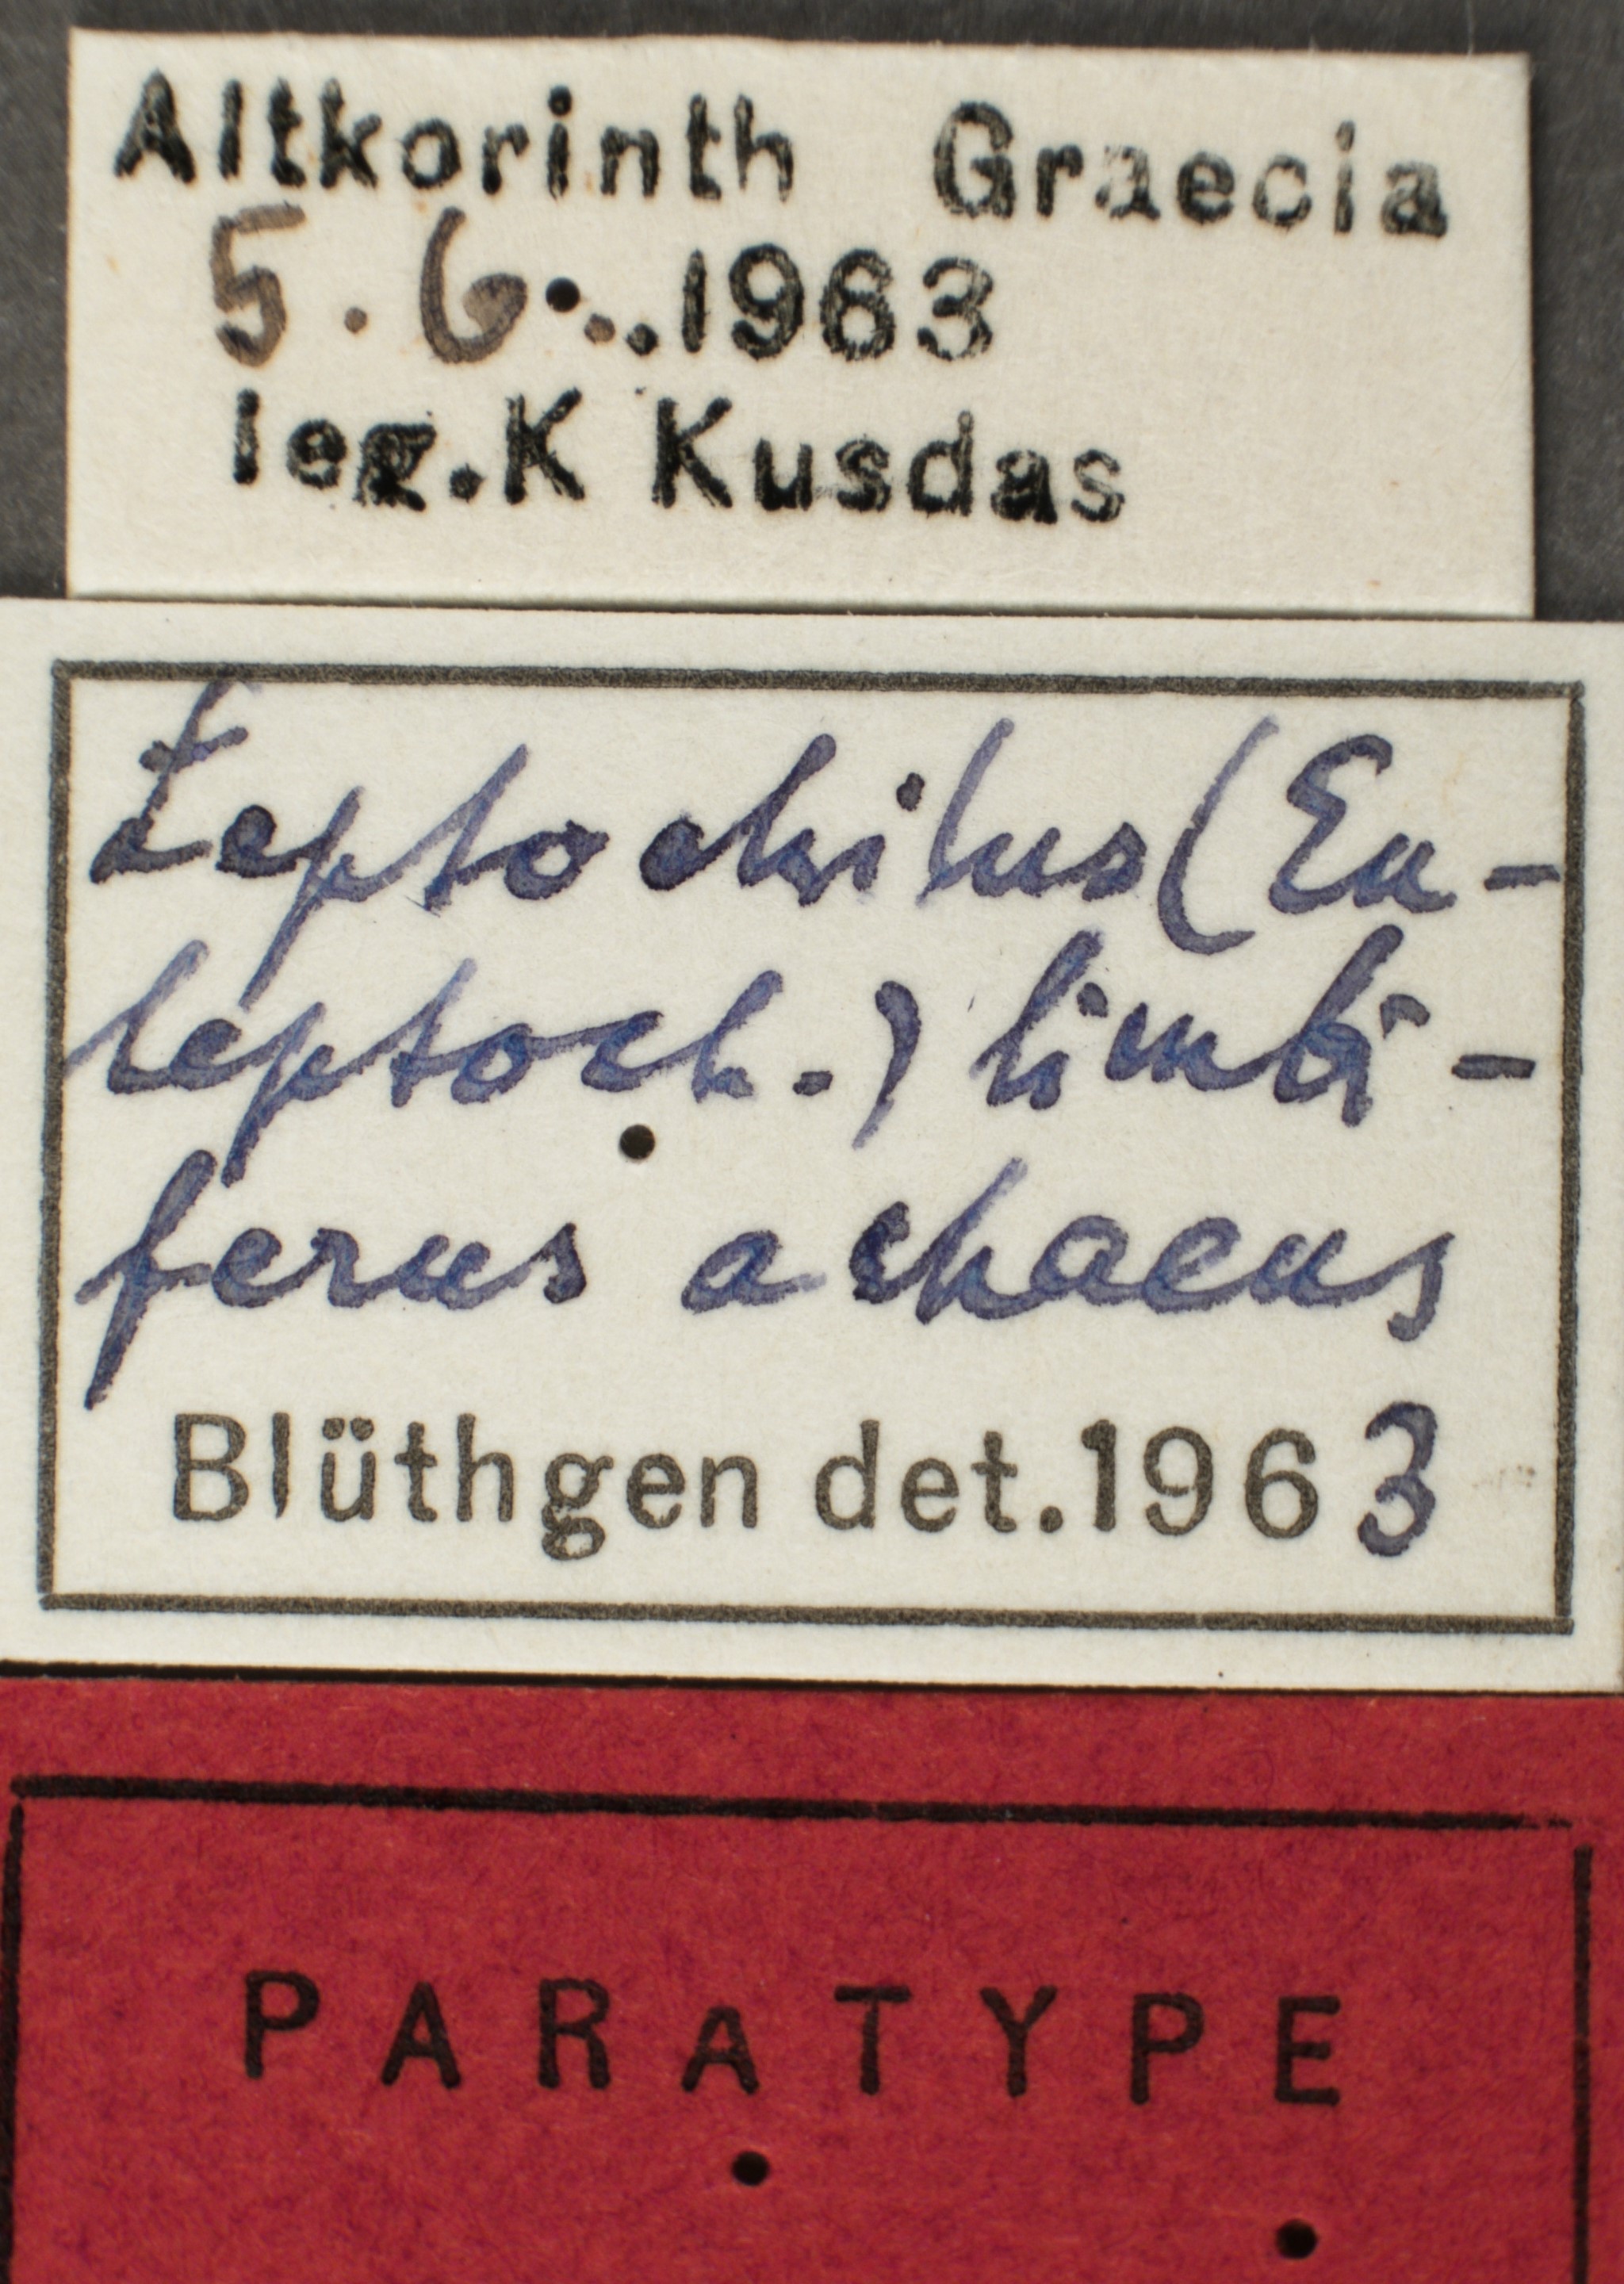 Altkorinth Graecia
5. 6...1963
leg.K Kusdas
Leptochilus (Eu-
leptoch.) limbi-
ferus achaeus
Blüthgen det.1963
PARATYPE